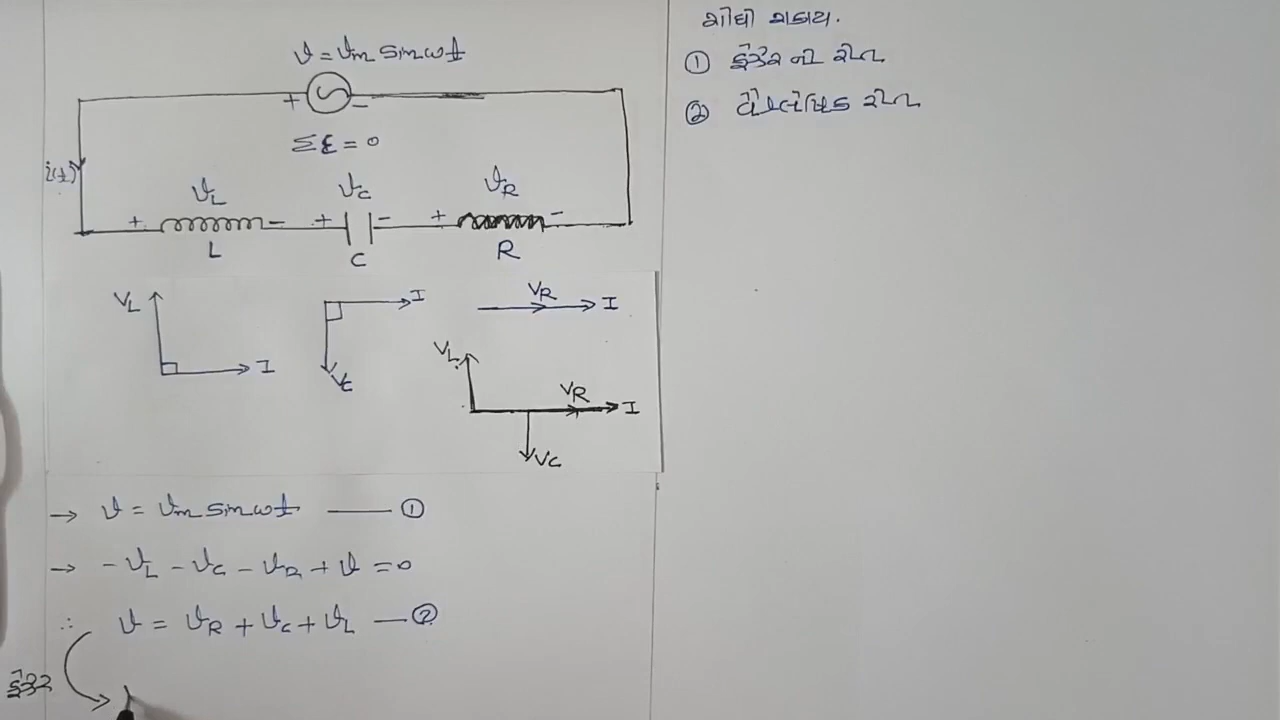 v = vm sin ωt
+ −
Σε = 0
i(t)
vL vC vR
+ − + − + −
L C R
VL I
I VC
VR I
VL VR I VC
→ v = vm sin ωt —— ①
→ - vL - vC - vR + v = 0
∴ v = vR + vC + vL — ②
ફેઝર
શોધી શકાય.
① ફેઝર ની રીત
② વૈશ્લેષિક રીત